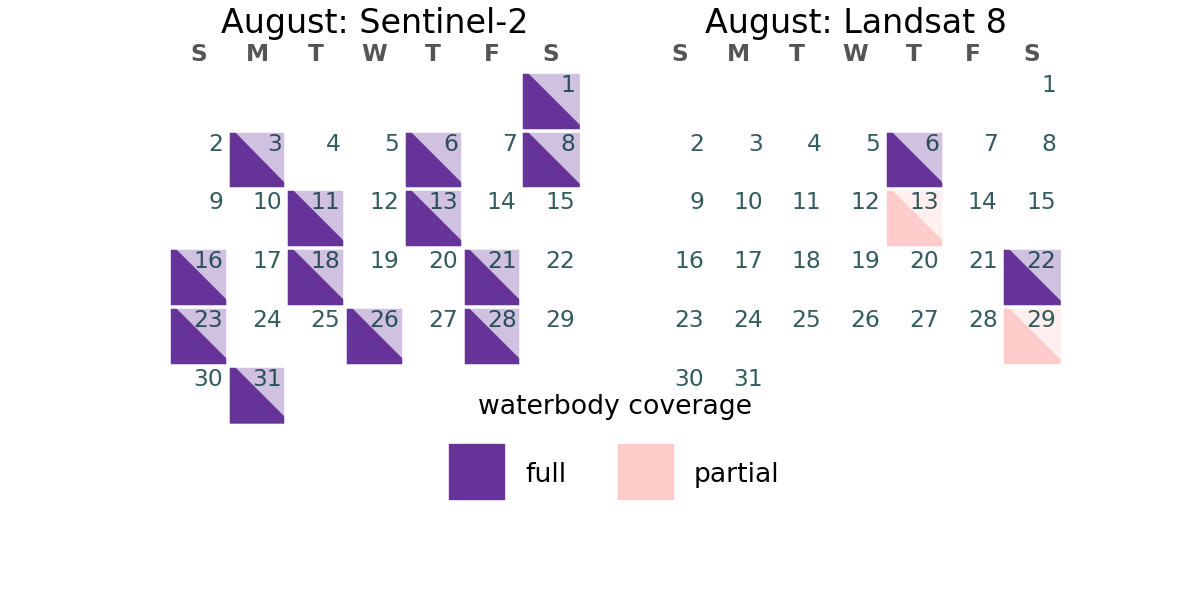 August: Sentinel-2
S M T W T F S
1
2 3 4 5 6 7 8
9 10 11 12 13 14 15
16 17 18 19 20 21 22
23 24 25 26 27 28 29
30 31
August: Landsat 8
S M T W T F S
1
2 3 4 5 6 7 8
9 10 11 12 13 14 15
16 17 18 19 20 21 22
23 24 25 26 27 28 29
30 31
waterbody coverage
full
partial